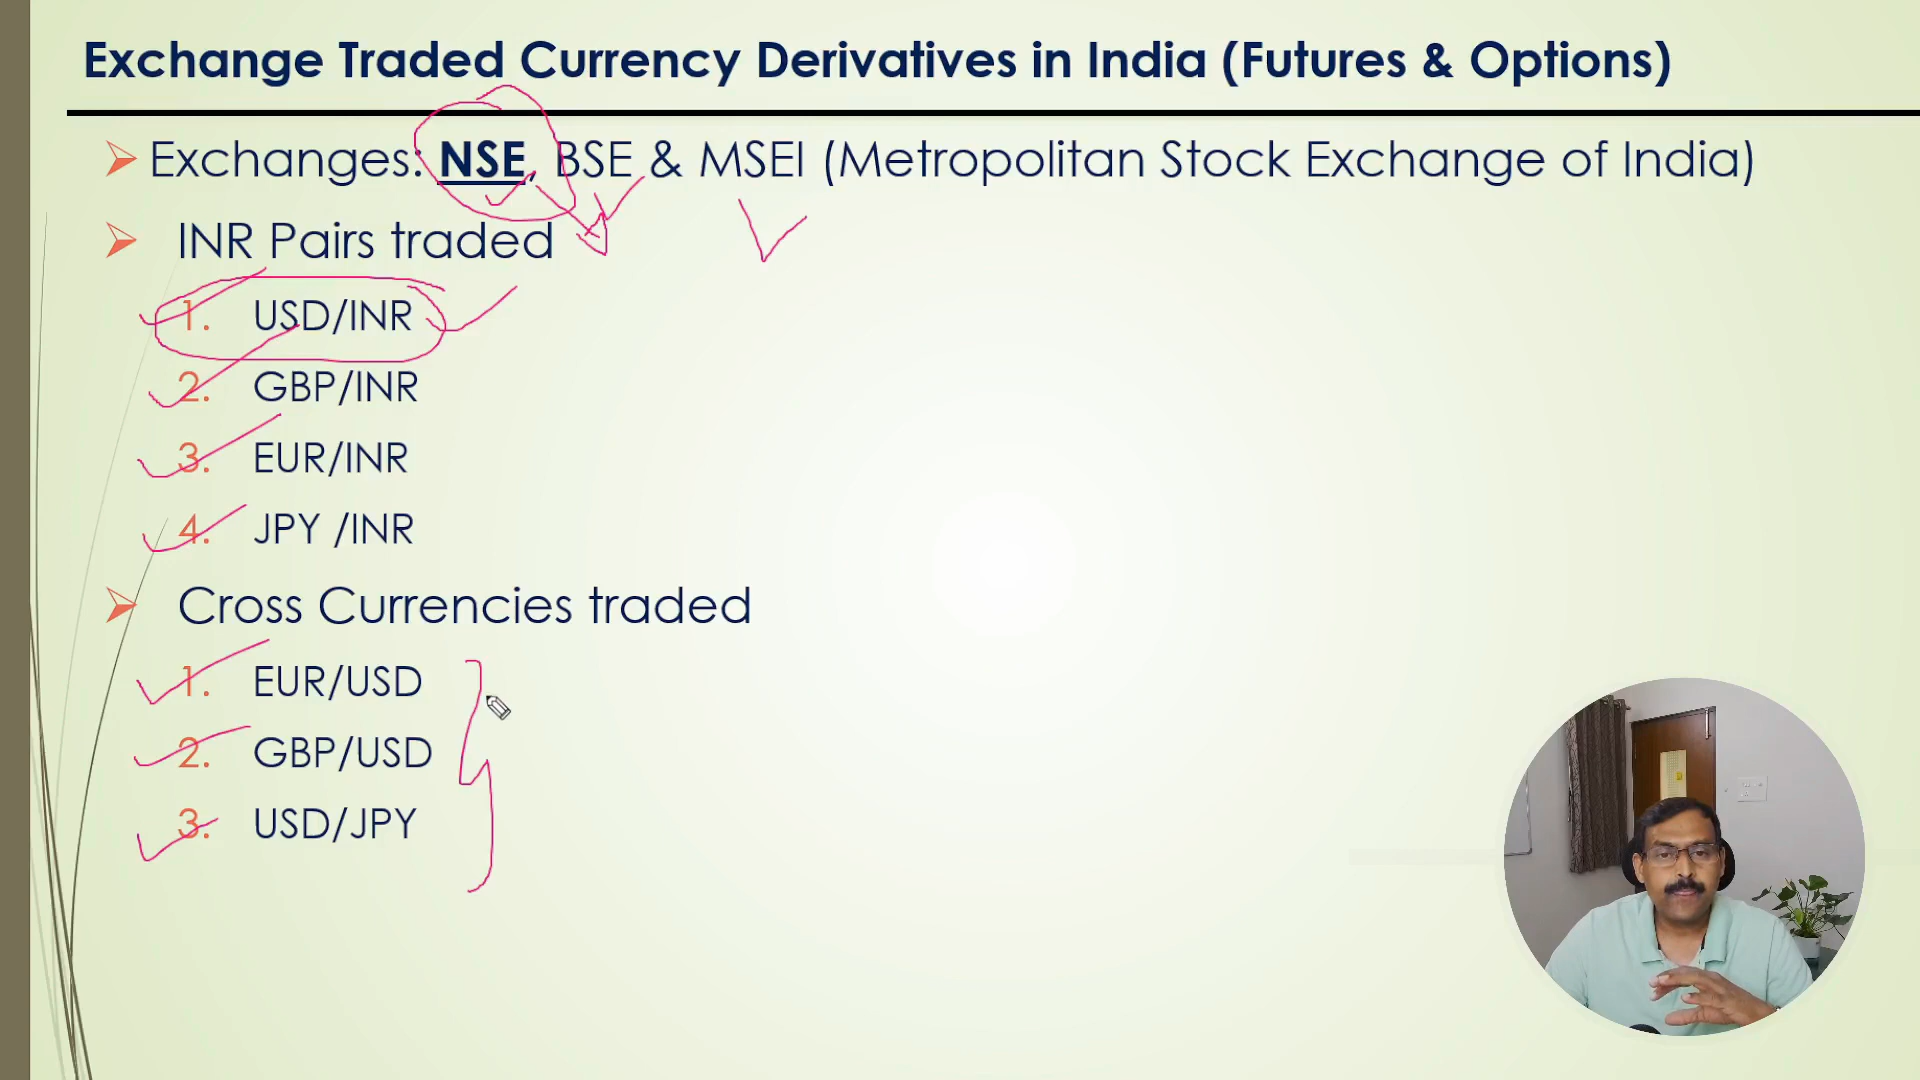 Exchange Traded Currency Derivatives in India (Futures & Options)
Exchanges: NSE, BSE & MSEI (Metropolitan Stock Exchange of India)
INR Pairs traded
1. USD/INR
2. GBP/INR
3. EUR/INR
4. JPY /INR
Cross Currencies traded
1. EUR/USD
2. GBP/USD
3. USD/JPY